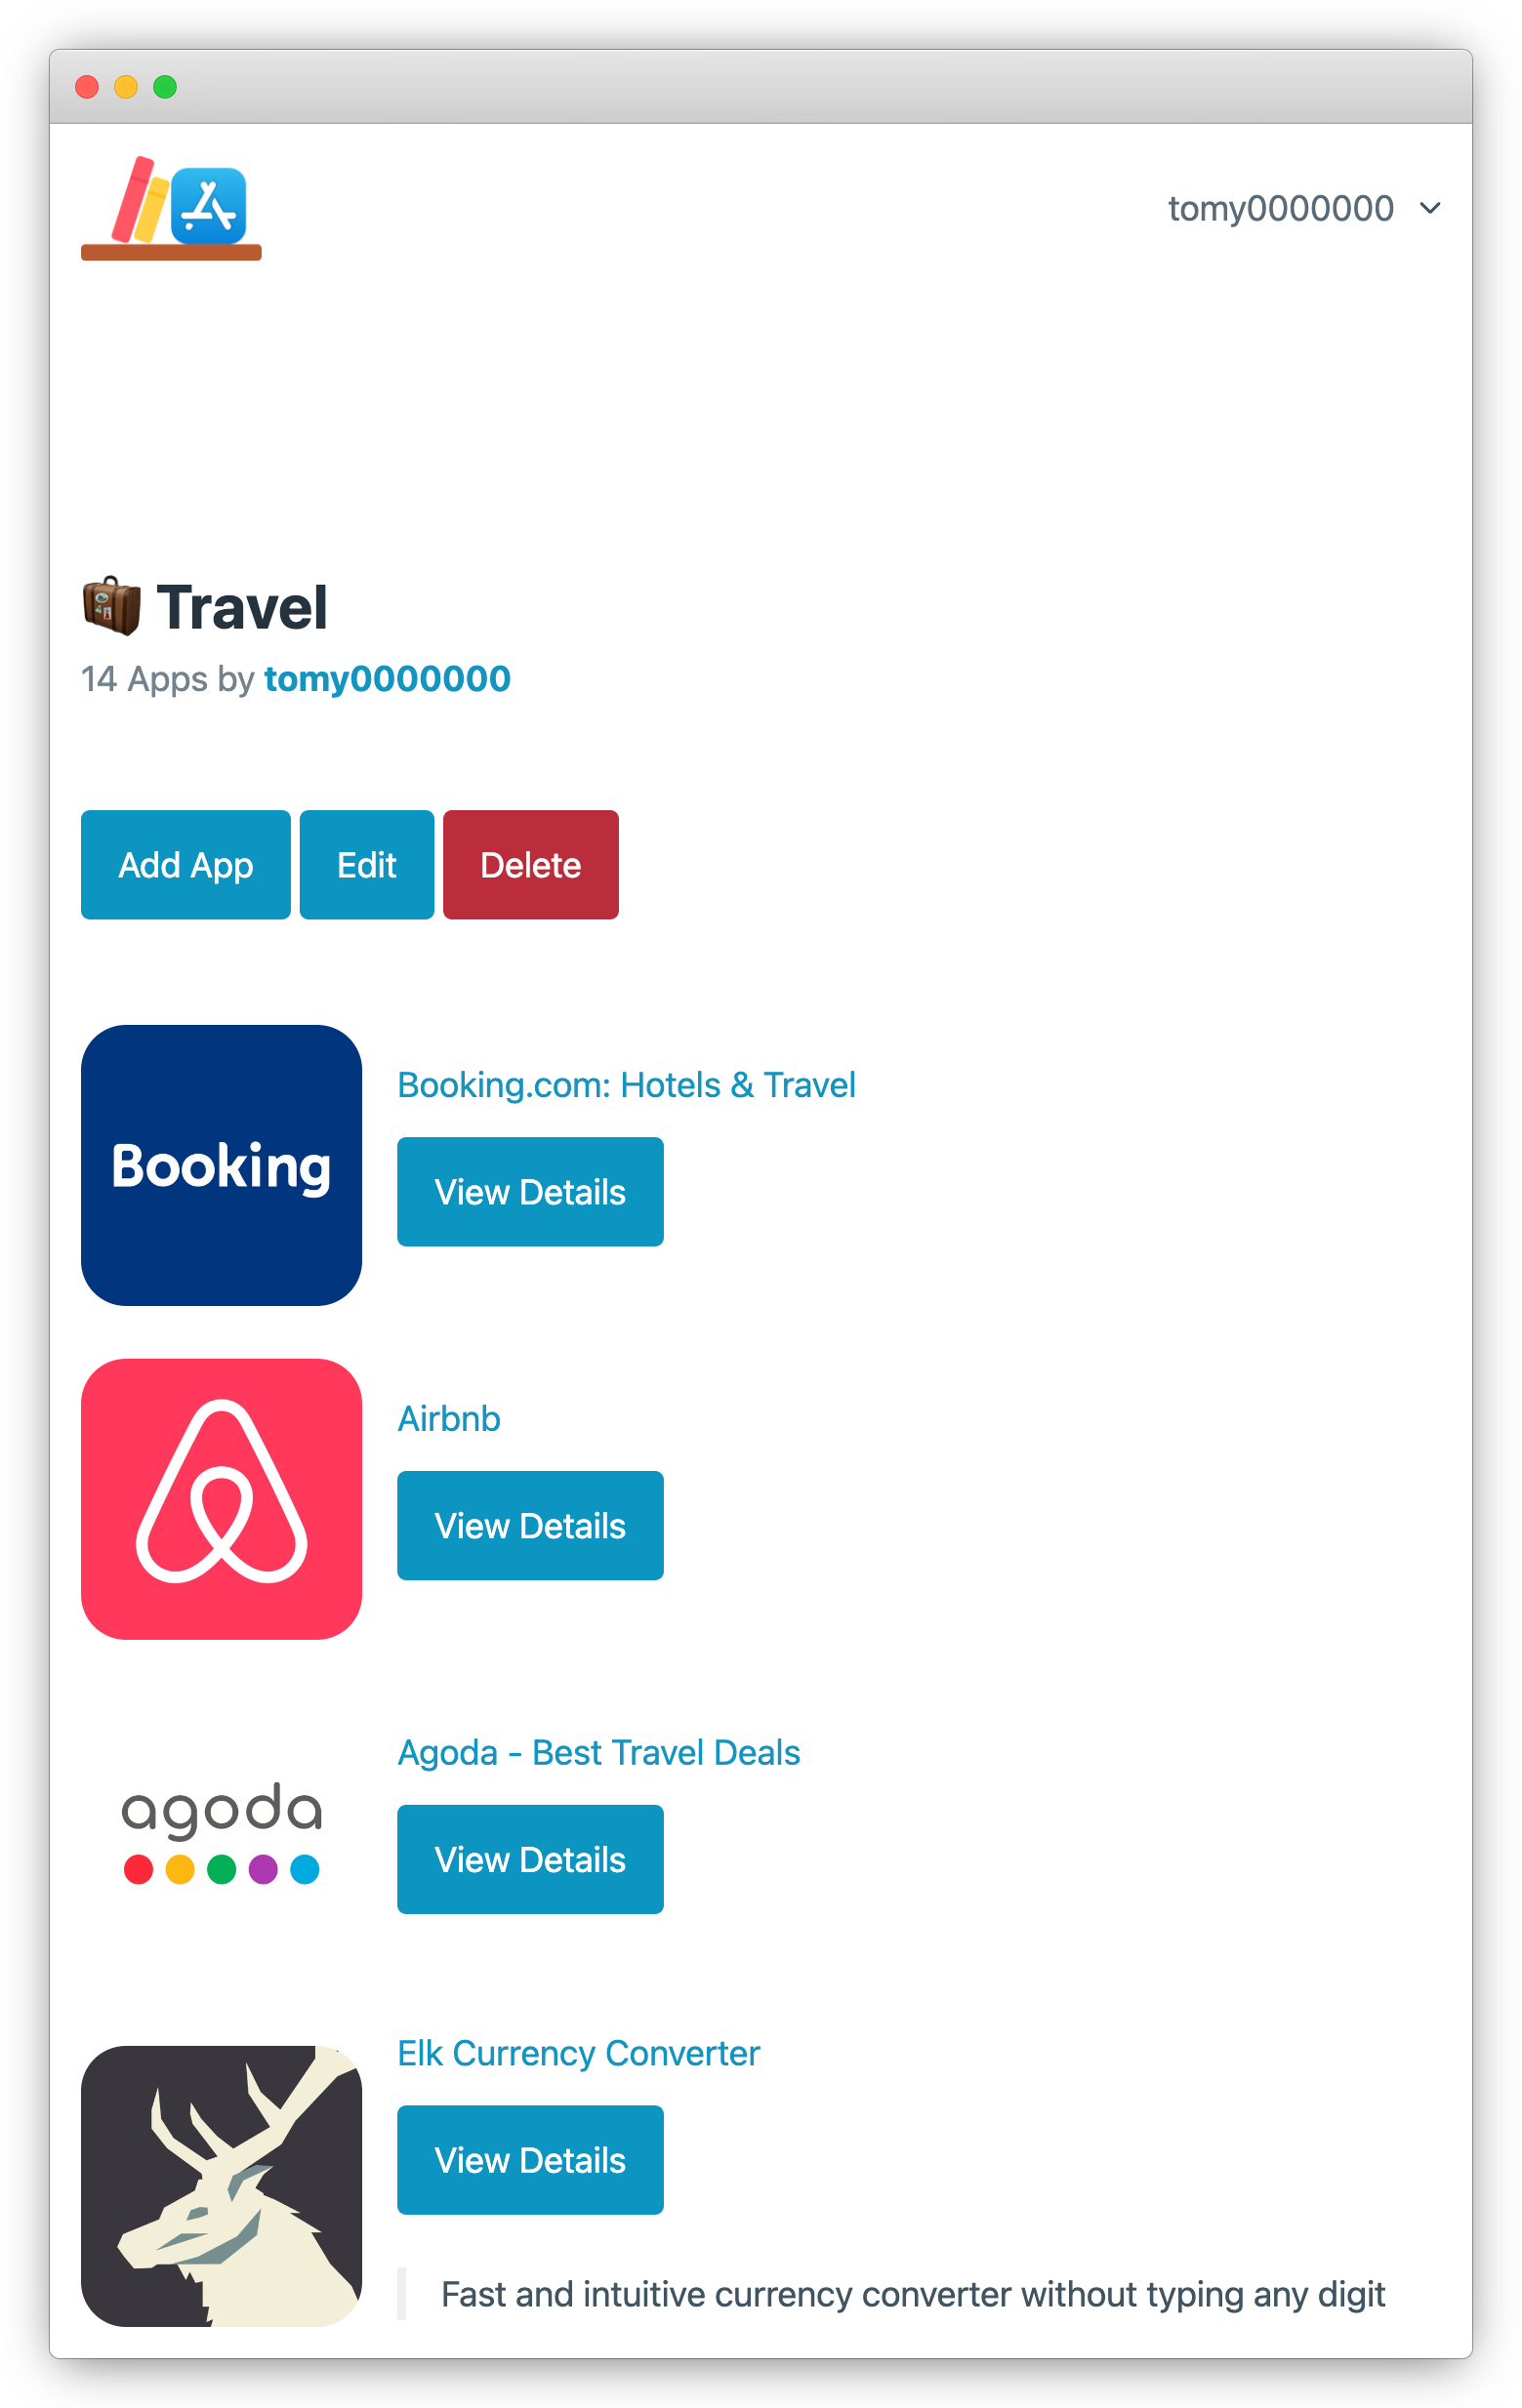 tomy0000000
Travel
14 Apps by tomy0000000
Add App Edit Delete
Booking
Booking.com: Hotels & Travel
View Details
Airbnb
View Details
agoda
Agoda - Best Travel Deals
View Details
Elk Currency Converter
View Details
Fast and intuitive currency converter without typing any digit